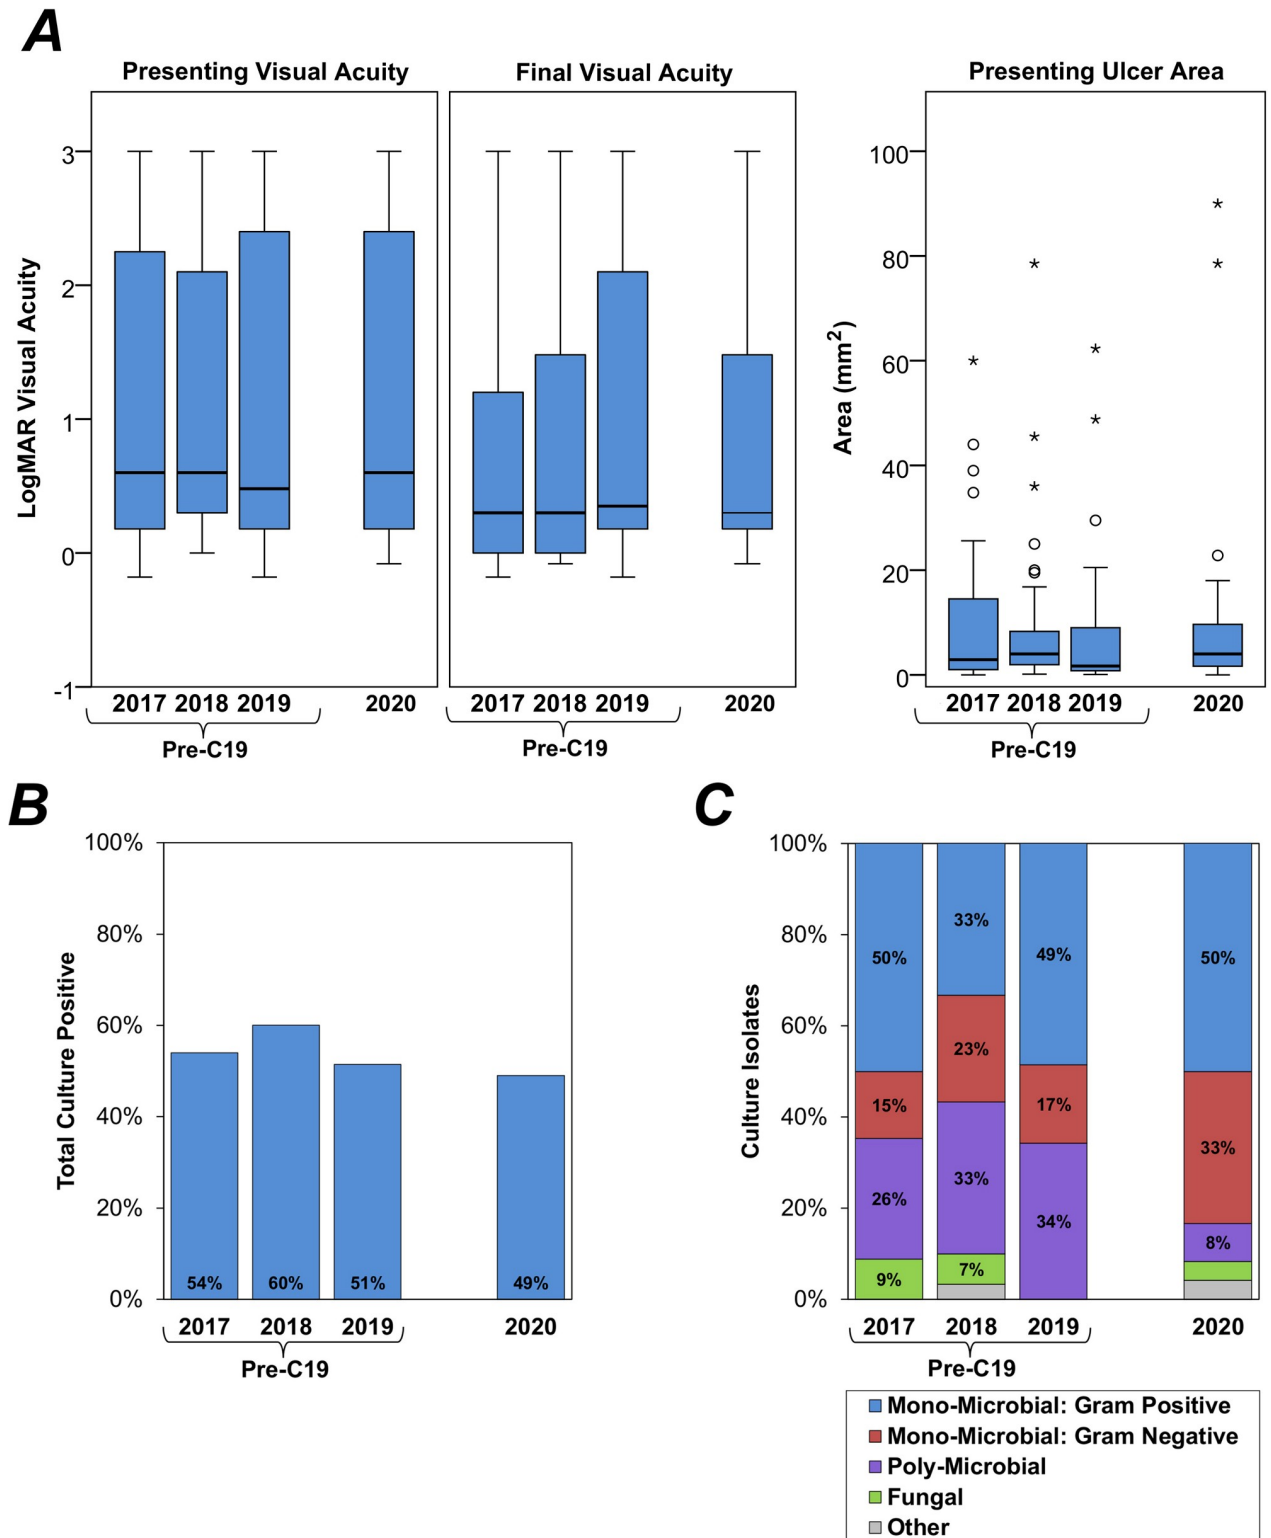 A
Presenting Visual Acuity
Final Visual Acuity
Presenting Ulcer Area
LogMAR Visual Acuity
3
2
1
0
-1
2017 2018 2019 2020
Pre-C19
2017 2018 2019 2020
Pre-C19
Area (mm2)
100
80
60
40
20
0
2017 2018 2019 2020
Pre-C19
B
Total Culture Positive
100%
80%
60%
40%
20%
0%
54% 60% 51% 49%
2017 2018 2019 2020
Pre-C19
C
Culture Isolates
100%
80%
60%
40%
20%
0%
50%
15%
26%
9%
33%
23%
33%
7%
49%
17%
34%
50%
33%
8%
2017 2018 2019 2020
Pre-C19
Mono-Microbial: Gram Positive
Mono-Microbial: Gram Negative
Poly-Microbial
Fungal
Other